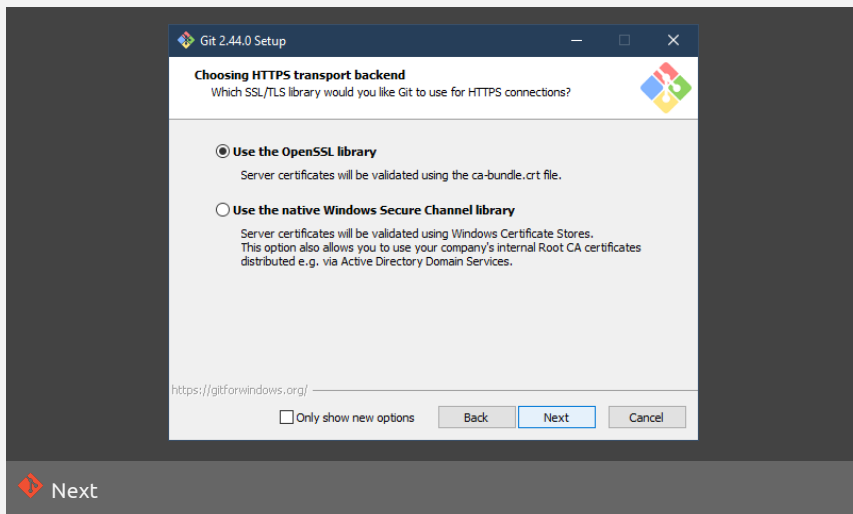 Git 2.44.0 Setup
Choosing HTTPS transport backend
Which SSL/TLS library would you like Git to use for HTTPS connections?
Use the OpenSSL library
Server certificates will be validated using the ca-bundle.crt file.
Use the native Windows Secure Channel library
Server certificates will be validated using Windows Certificate Stores.
This option also allows you to use your company's internal Root CA certificates
distributed e.g. via Active Directory Domain Services.
https://gitforwindows.org/
Only show new options Back Next Cancel
Next